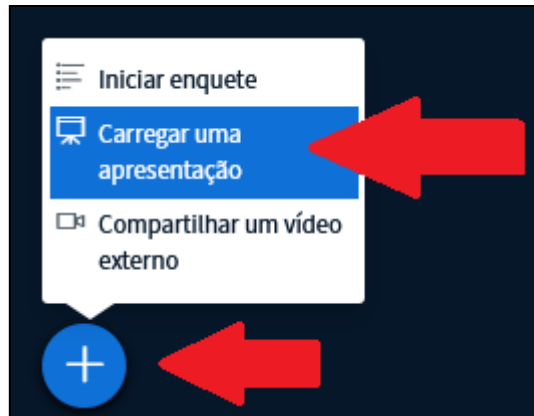 Iniciar enquete
Carregar uma
apresentação
Compartilhar um vídeo
externo